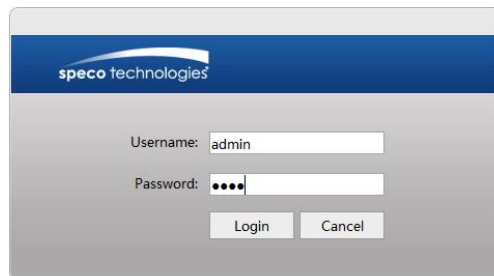 speco technologies
Username: admin
Password: ••••
Login Cancel